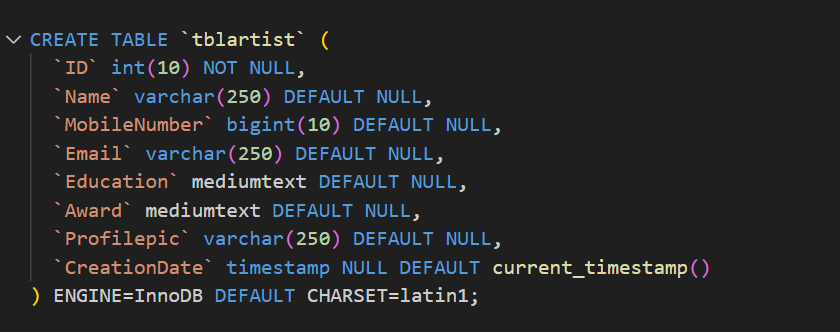 CREATE TABLE `tblartist` (
`ID` int(10) NOT NULL,
`Name` varchar(250) DEFAULT NULL,
`MobileNumber` bigint(10) DEFAULT NULL,
`Email` varchar(250) DEFAULT NULL,
`Education` mediumtext DEFAULT NULL,
`Award` mediumtext DEFAULT NULL,
`Profilepic` varchar(250) DEFAULT NULL,
`CreationDate` timestamp NULL DEFAULT current_timestamp()
) ENGINE=InnoDB DEFAULT CHARSET=latin1;